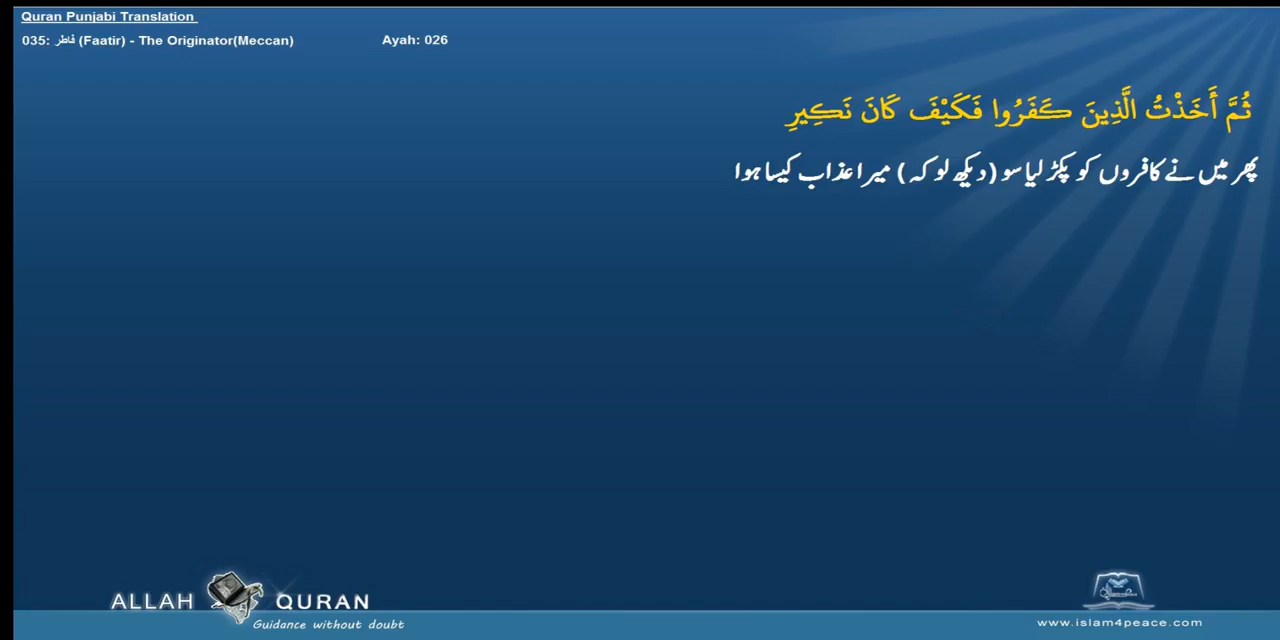 Quran Punjabi Translation
035: فاطر (Faatir) - The Originator(Meccan) Ayah: 026
ثُمَّ أَخَذْتُ الَّذِينَ كَفَرُوا فَكَيْفَ كَانَ نَكِيرِ
پھر میں نے کافروں کو پکڑ لیا سو (دیکھ لو کہ) میرا عذاب کیسا ہوا
ALLAH QURAN
Guidance without doubt
www.islam4peace.com